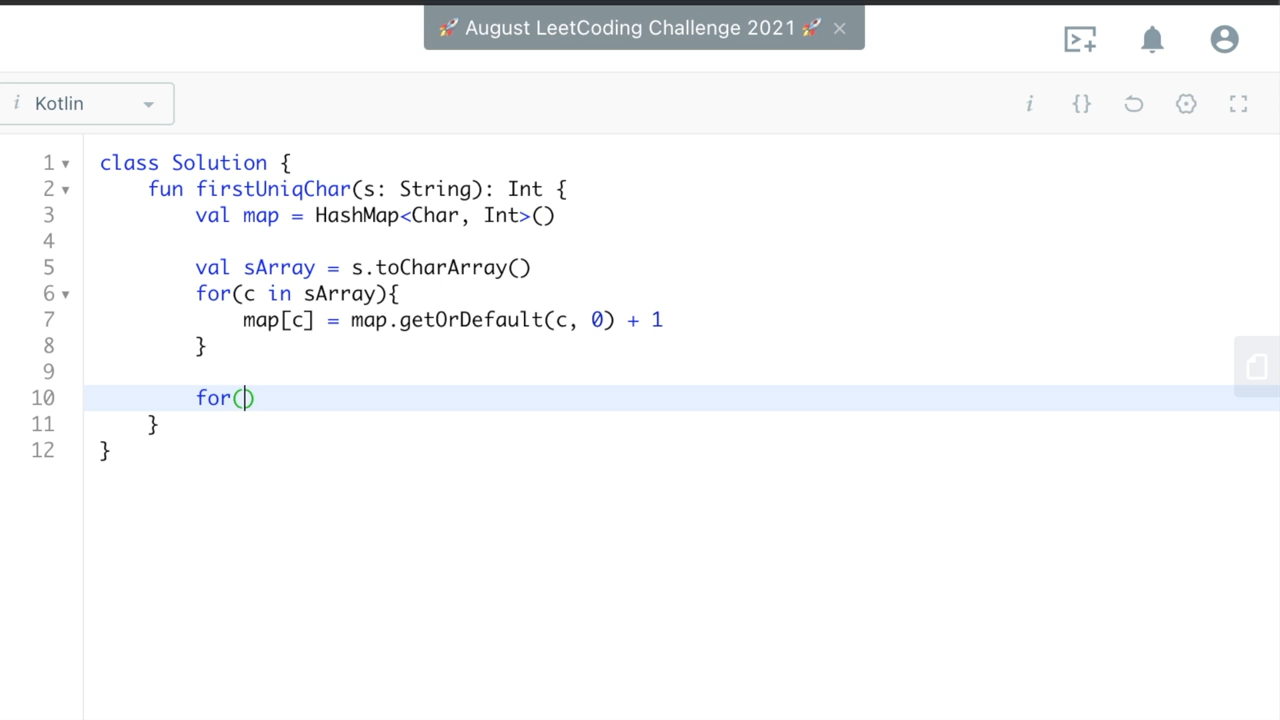 🚀 August LeetCoding Challenge 2021 🚀 ×
i Kotlin
i {}
1 class Solution {
2     fun firstUniqChar(s: String): Int {
3         val map = HashMap<Char, Int>()
4
5         val sArray = s.toCharArray()
6         for(c in sArray){
7             map[c] = map.getOrDefault(c, 0) + 1
8         }
9
10         for()
11     }
12 }